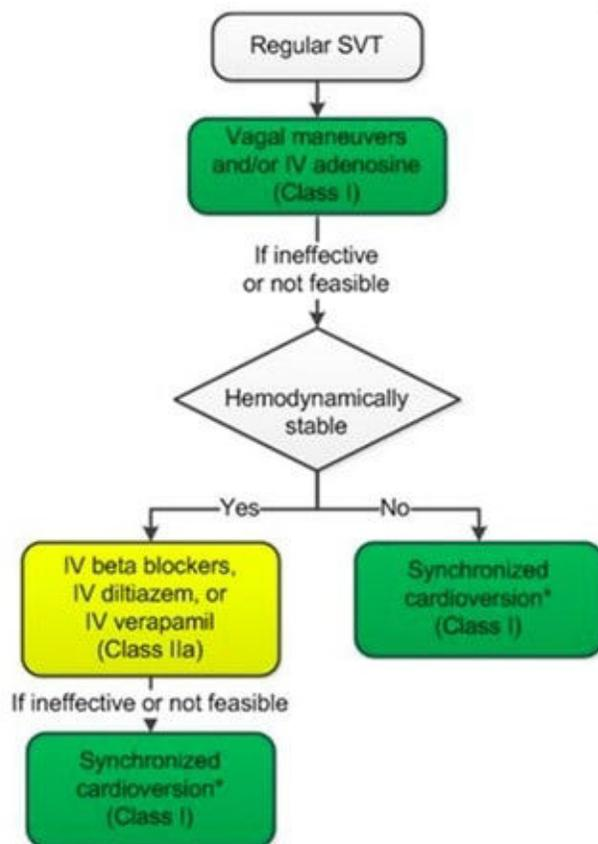 Regular SVT
Vagal maneuvers
and/or IV adenosine
(Class I)
If ineffective
or not feasible
Hemodynamically
stable
Yes
No
IV beta blockers,
IV diltiazem, or
IV verapamil
(Class IIa)
Synchronized
cardioversion*
(Class I)
If ineffective or not feasible
Synchronized
cardioversion*
(Class I)